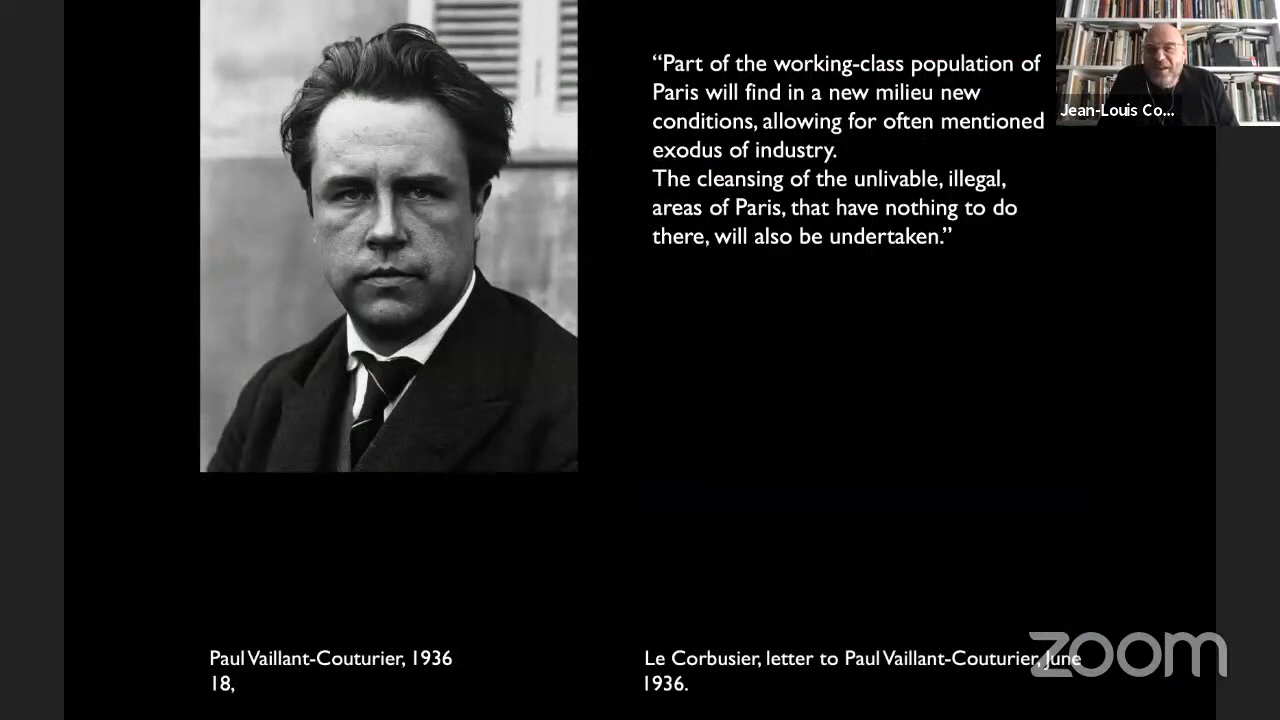 “Part of the working-class population of
Paris will find in a new milieu new
conditions, allowing for often mentioned
exodus of industry.
The cleansing of the unlivable, illegal,
areas of Paris, that have nothing to do
there, will also be undertaken.”
Jean-Louis Co...
Paul Vaillant-Couturier, 1936
18,
Le Corbusier, letter to Paul Vaillant-Couturier, June
1936.
zoom